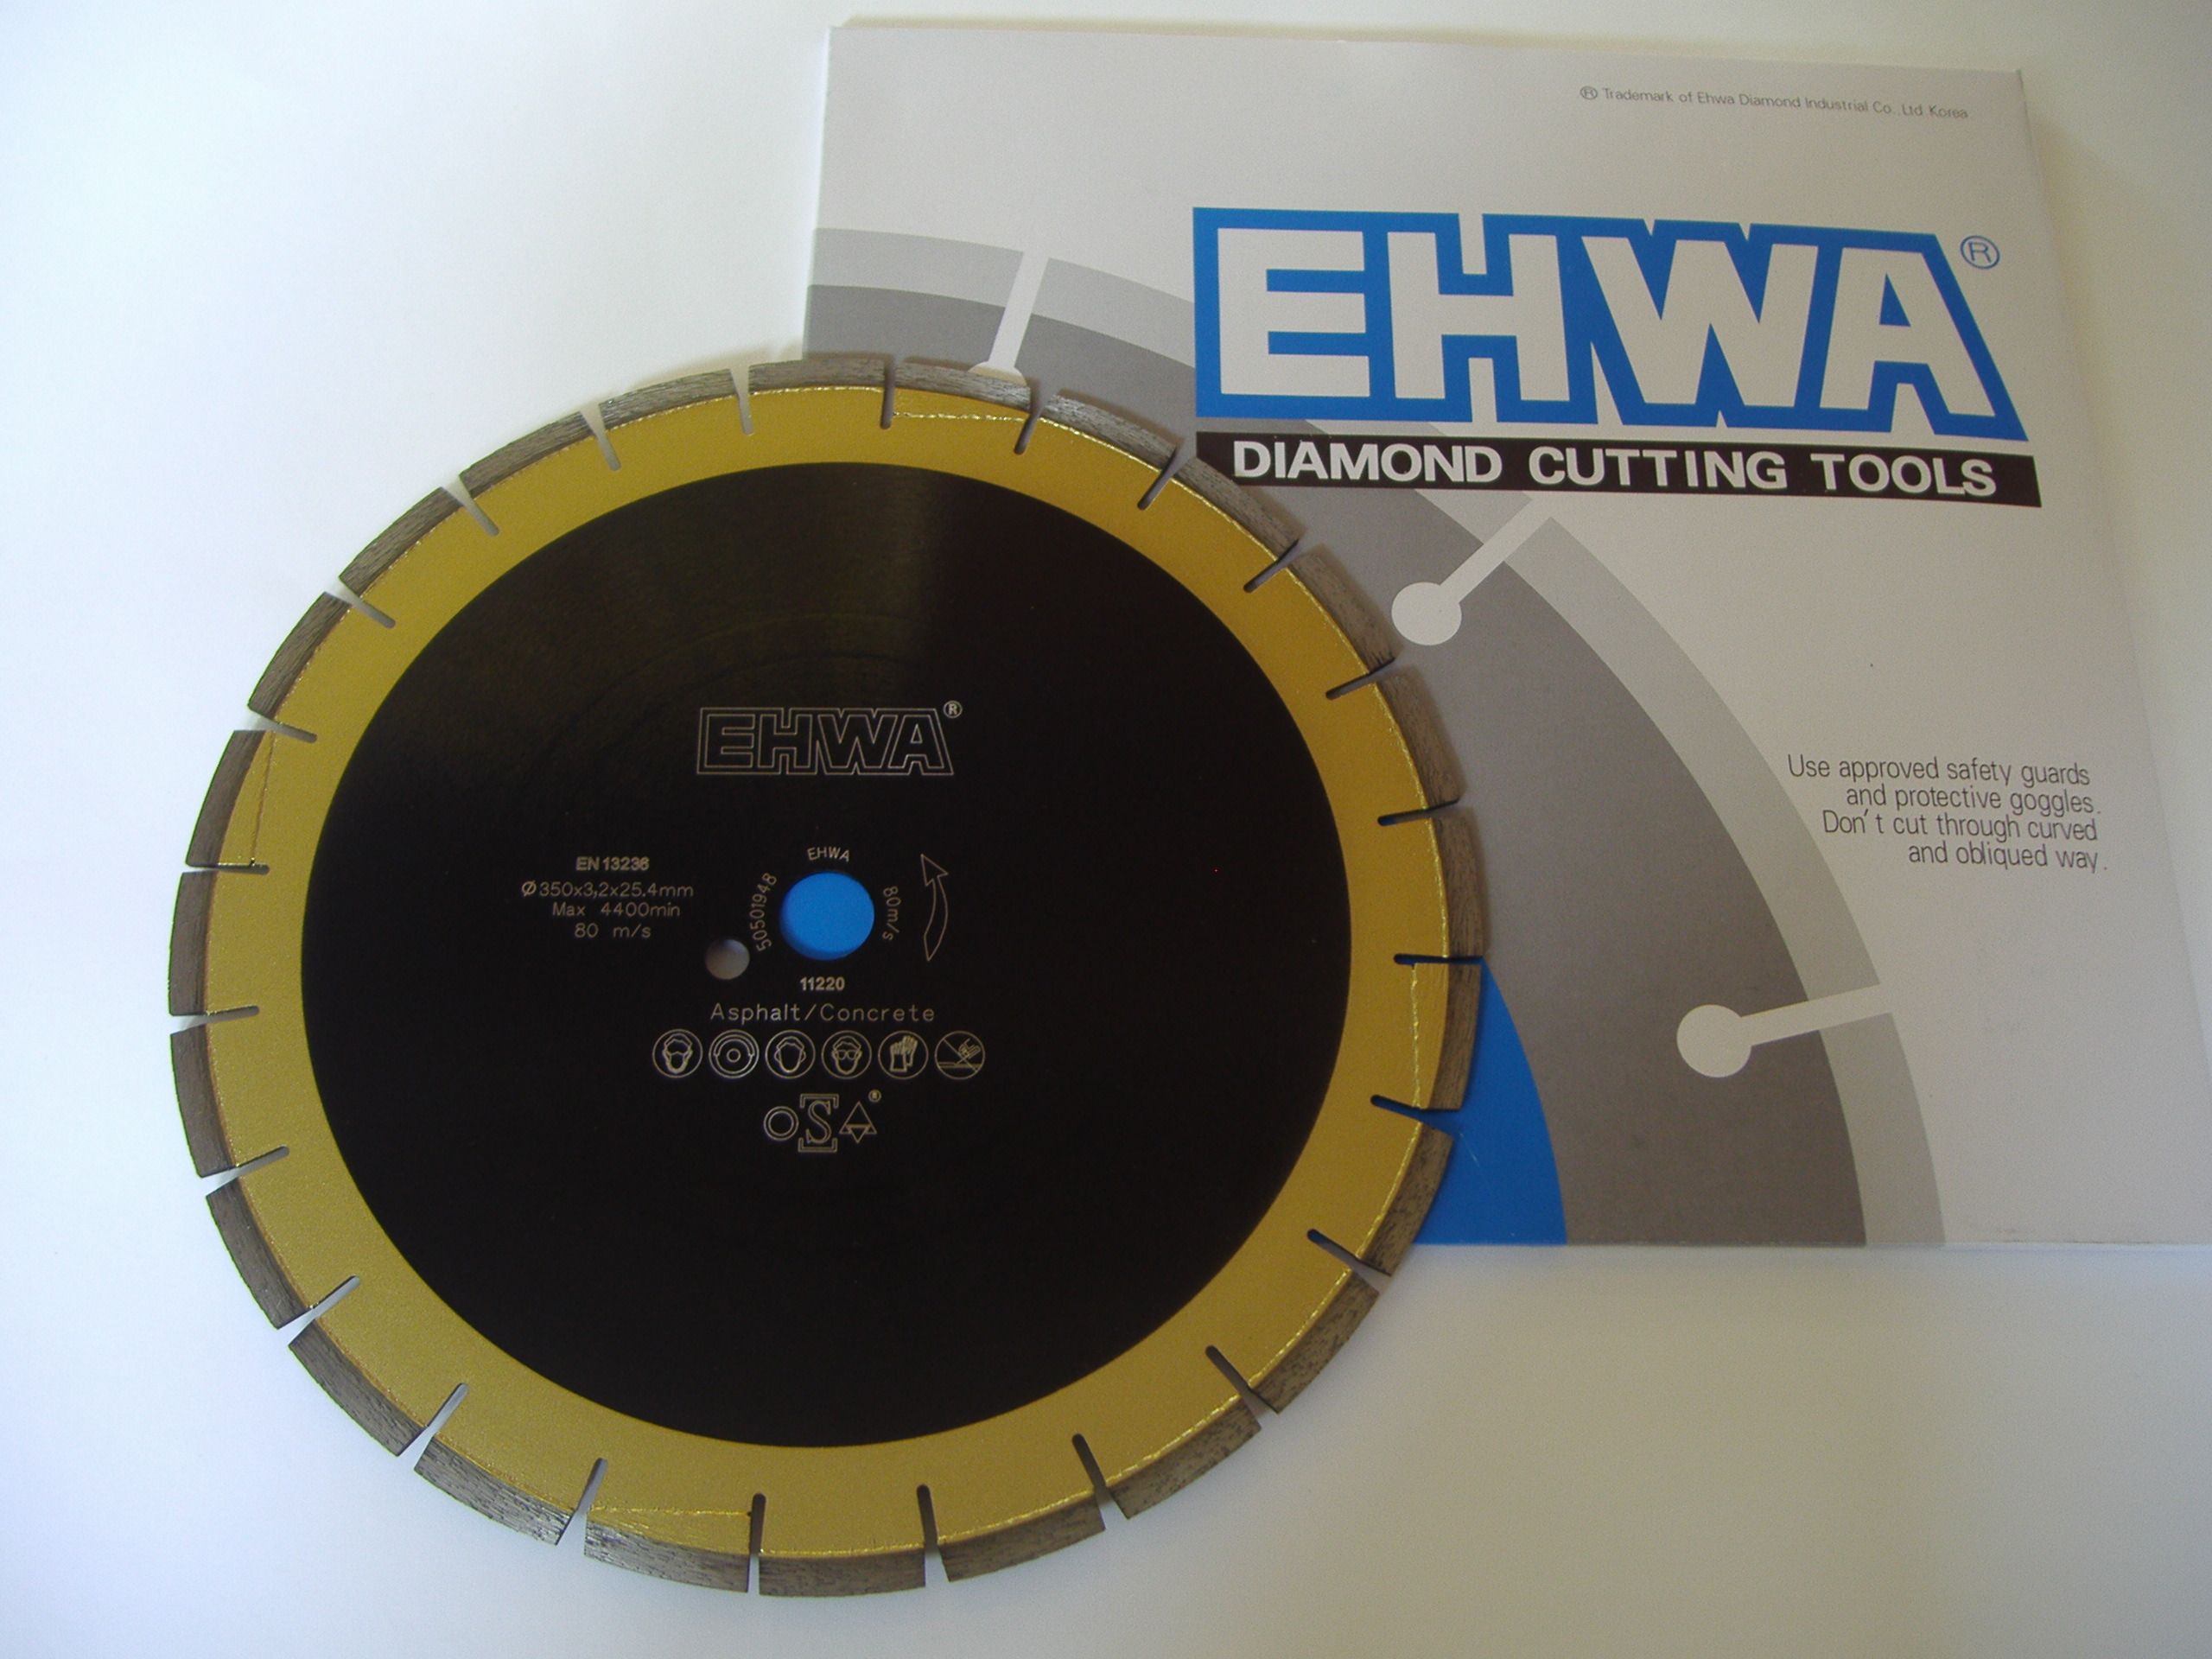 ® Trademark of Ehwa Diamond Industrial Co., Ltd Korea
EHWA®
DIAMOND CUTTING TOOLS
Use approved safety guards
and protective goggles.
Don't cut through curved
and obliqued way.
EHWA®
EN 13236
Ø350x3,2x25.4mm
Max 4400min
80 m/s
EHWA
50501948
80m/s
11220
Asphalt/Concrete
OSA®